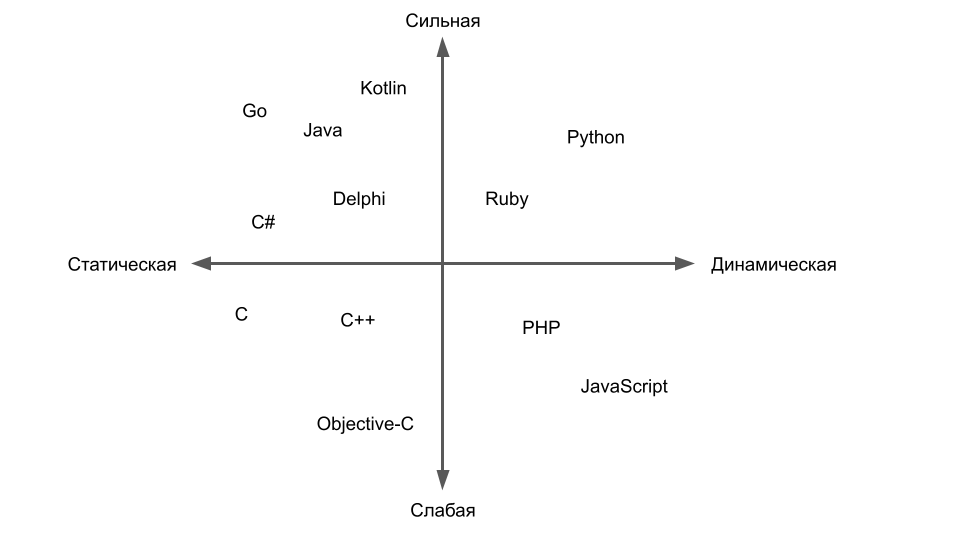 Сильная
Kotlin
Go
Java
Python
Delphi
Ruby
C#
Статическая
Динамическая
C
C++
PHP
JavaScript
Objective-C
Слабая